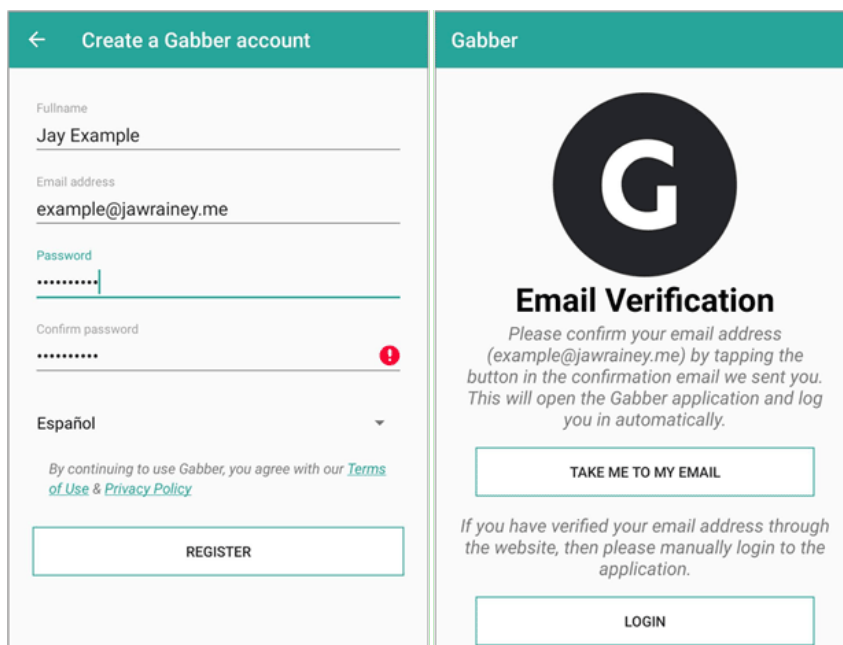 Create a Gabber account
Fullname
Jay Example
Email address
example@jawrainey.me
Password
••••••••••
Confirm password
••••••••••
Español
By continuing to use Gabber, you agree with our Terms
of Use & Privacy Policy
REGISTER
Gabber
G
Email Verification
Please confirm your email address
(example@jawrainey.me) by tapping the
button in the confirmation email we sent you.
This will open the Gabber application and log
you in automatically.
TAKE ME TO MY EMAIL
If you have verified your email address through
the website, then please manually login to the
application.
LOGIN